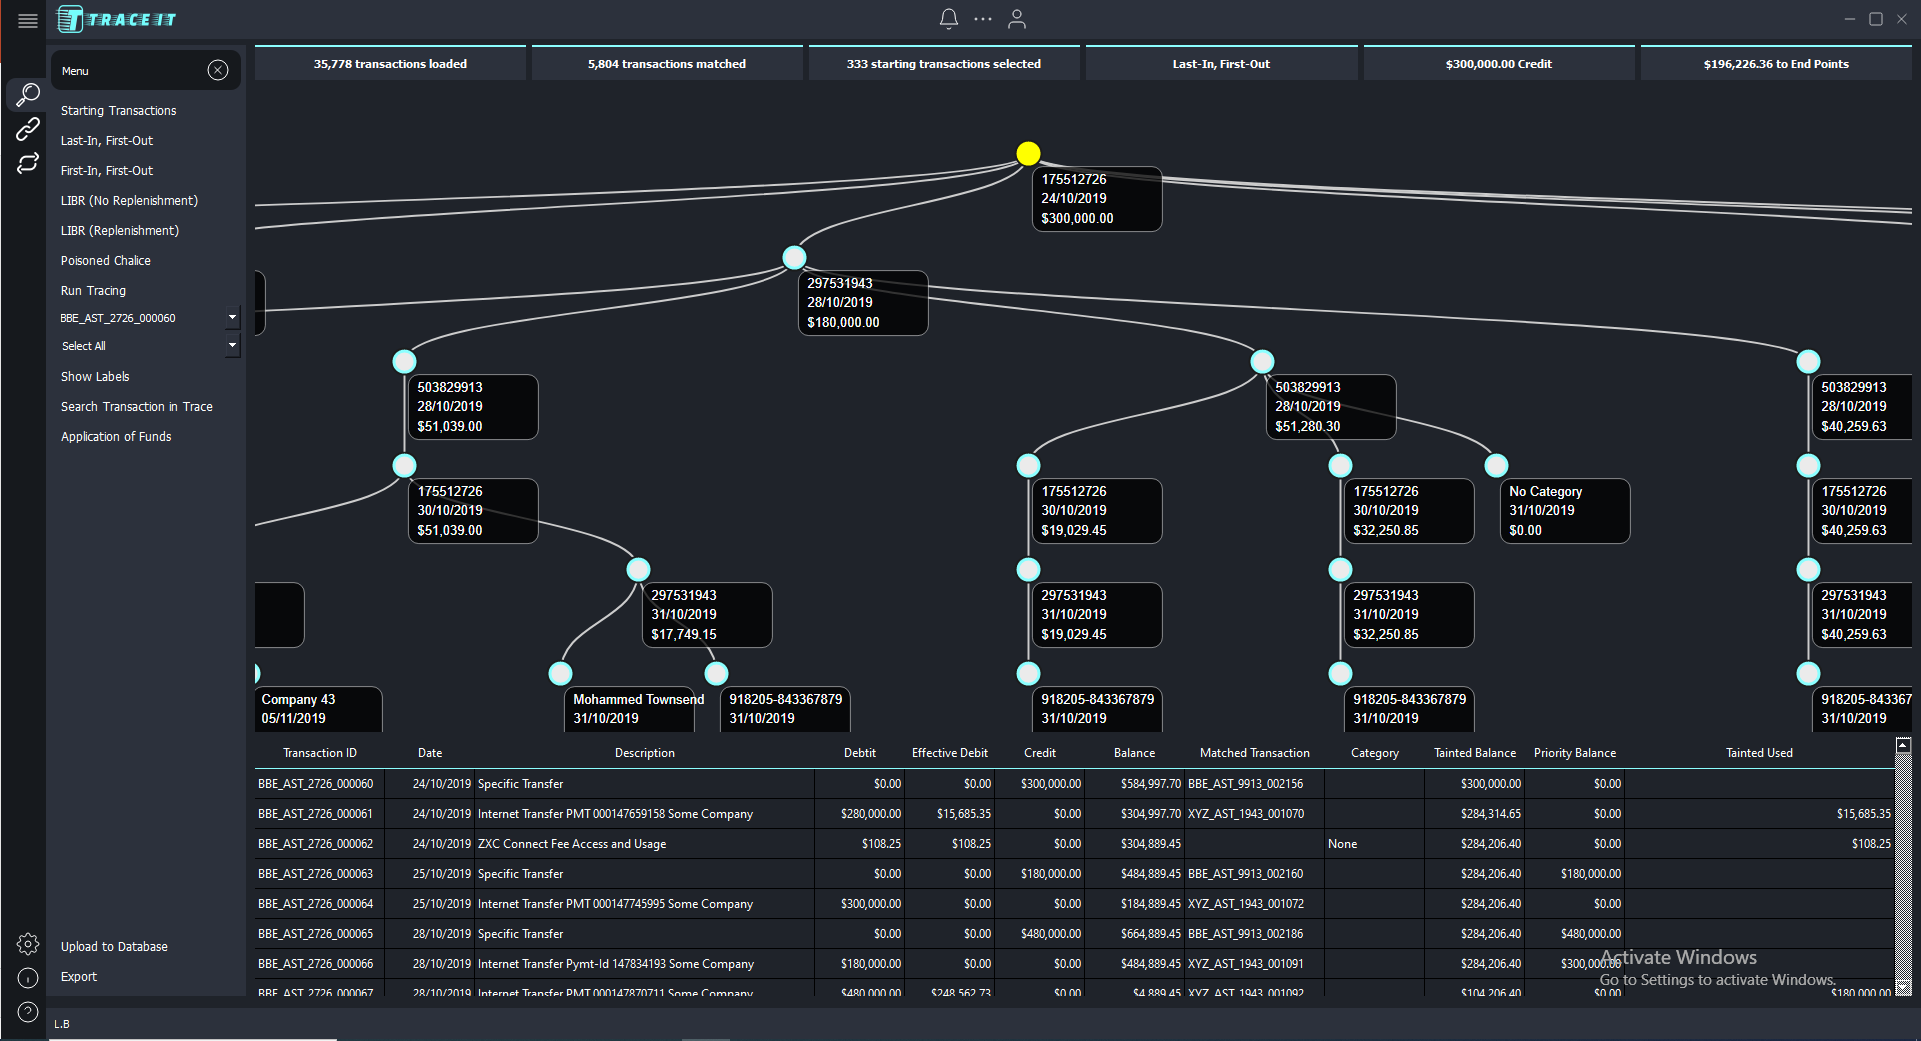 TRACE IT
35,778 transactions loaded
5,804 transactions matched
333 starting transactions selected
Last-In, First-Out
$300,000.00 Credit
$196,226.36 to End Points
Menu
Starting Transactions
Last-In, First-Out
First-In, First-Out
LIBR (No Replenishment)
LIBR (Replenishment)
Poisoned Chalice
Run Tracing
BBE_AST_2726_000060
Select All
Show Labels
Search Transaction in Trace
Application of Funds
Upload to Database
Export
L.B
175512726
24/10/2019
$300,000.00
297531943
28/10/2019
$180,000.00
503829913
28/10/2019
$51,039.00
503829913
28/10/2019
$51,280.30
503829913
28/10/2019
$40,259.63
175512726
30/10/2019
$51,039.00
175512726
30/10/2019
$19,029.45
175512726
30/10/2019
$32,250.85
No Category
31/10/2019
$0.00
175512726
30/10/2019
$40,259.63
297531943
31/10/2019
$17,749.15
297531943
31/10/2019
$19,029.45
297531943
31/10/2019
$32,250.85
297531943
31/10/2019
$40,259.63
Company 43
05/11/2019
Mohammed Townsend
31/10/2019
918205-843367879
31/10/2019
918205-843367879
31/10/2019
918205-843367879
31/10/2019
918205-843367
31/10/2019
Transaction ID Date Description Debtit Effective Debit Credit Balance Matched Transaction Category Tainted Balance Priority Balance Tainted Used
BBE_AST_2726_000060 24/10/2019 Specific Transfer $0.00 $0.00 $300,000.00 $584,997.70 BBE_AST_9913_002156 $300,000.00 $0.00
BBE_AST_2726_000061 24/10/2019 Internet Transfer PMT 000147659158 Some Company $280,000.00 $15,685.35 $0.00 $304,997.70 XYZ_AST_1943_001070 $284,314.65 $0.00 $15,685.35
BBE_AST_2726_000062 24/10/2019 ZXC Connect Fee Access and Usage $108.25 $108.25 $0.00 $304,889.45 None $284,206.40 $0.00 $108.25
BBE_AST_2726_000063 25/10/2019 Specific Transfer $0.00 $0.00 $180,000.00 $484,889.45 BBE_AST_9913_002160 $284,206.40 $180,000.00
BBE_AST_2726_000064 25/10/2019 Internet Transfer PMT 000147745995 Some Company $300,000.00 $0.00 $0.00 $184,889.45 XYZ_AST_1943_001072 $284,206.40 $0.00
BBE_AST_2726_000065 28/10/2019 Specific Transfer $0.00 $0.00 $480,000.00 $664,889.45 BBE_AST_9913_002186 $284,206.40 $480,000.00
BBE_AST_2726_000066 28/10/2019 Internet Transfer Pymt-Id 147834193 Some Company $180,000.00 $0.00 $0.00 $484,889.45 XYZ_AST_1943_001091 $284,206.40 $300,000.00
BBE_AST_2726_000067 28/10/2019 Internet Transfer PMT 000147870711 Some Company $480,000.00 $248,562.73 $0.00 $4,889.45 XYZ_AST_1943_001092 $104,206.40 $0.00 $180,000.00
Activate Windows
Go to Settings to activate Windows.